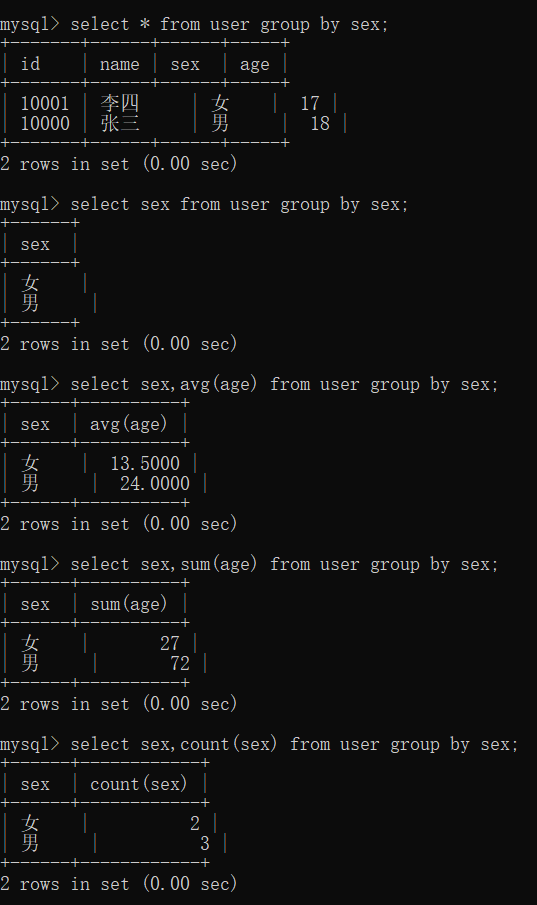 mysql> select * from user group by sex;
+-------+------+------+-----+
| id    | name | sex  | age |
+-------+------+------+-----+
| 10001 | 李四     | 女    |  17 |
| 10000 | 张三     | 男     |  18 |
+-------+------+------+-----+
2 rows in set (0.00 sec)
mysql> select sex from user group by sex;
+------+
| sex  |
+------+
| 女    |
| 男     |
+------+
2 rows in set (0.00 sec)
mysql> select sex,avg(age) from user group by sex;
+------+----------+
| sex  | avg(age) |
+------+----------+
| 女    |  13.5000 |
| 男     |  24.0000 |
+------+----------+
2 rows in set (0.00 sec)
mysql> select sex,sum(age) from user group by sex;
+------+----------+
| sex  | sum(age) |
+------+----------+
| 女    |       27 |
| 男     |       72 |
+------+----------+
2 rows in set (0.00 sec)
mysql> select sex,count(sex) from user group by sex;
+------+------------+
| sex  | count(sex) |
+------+------------+
| 女    |          2 |
| 男     |          3 |
+------+------------+
2 rows in set (0.00 sec)